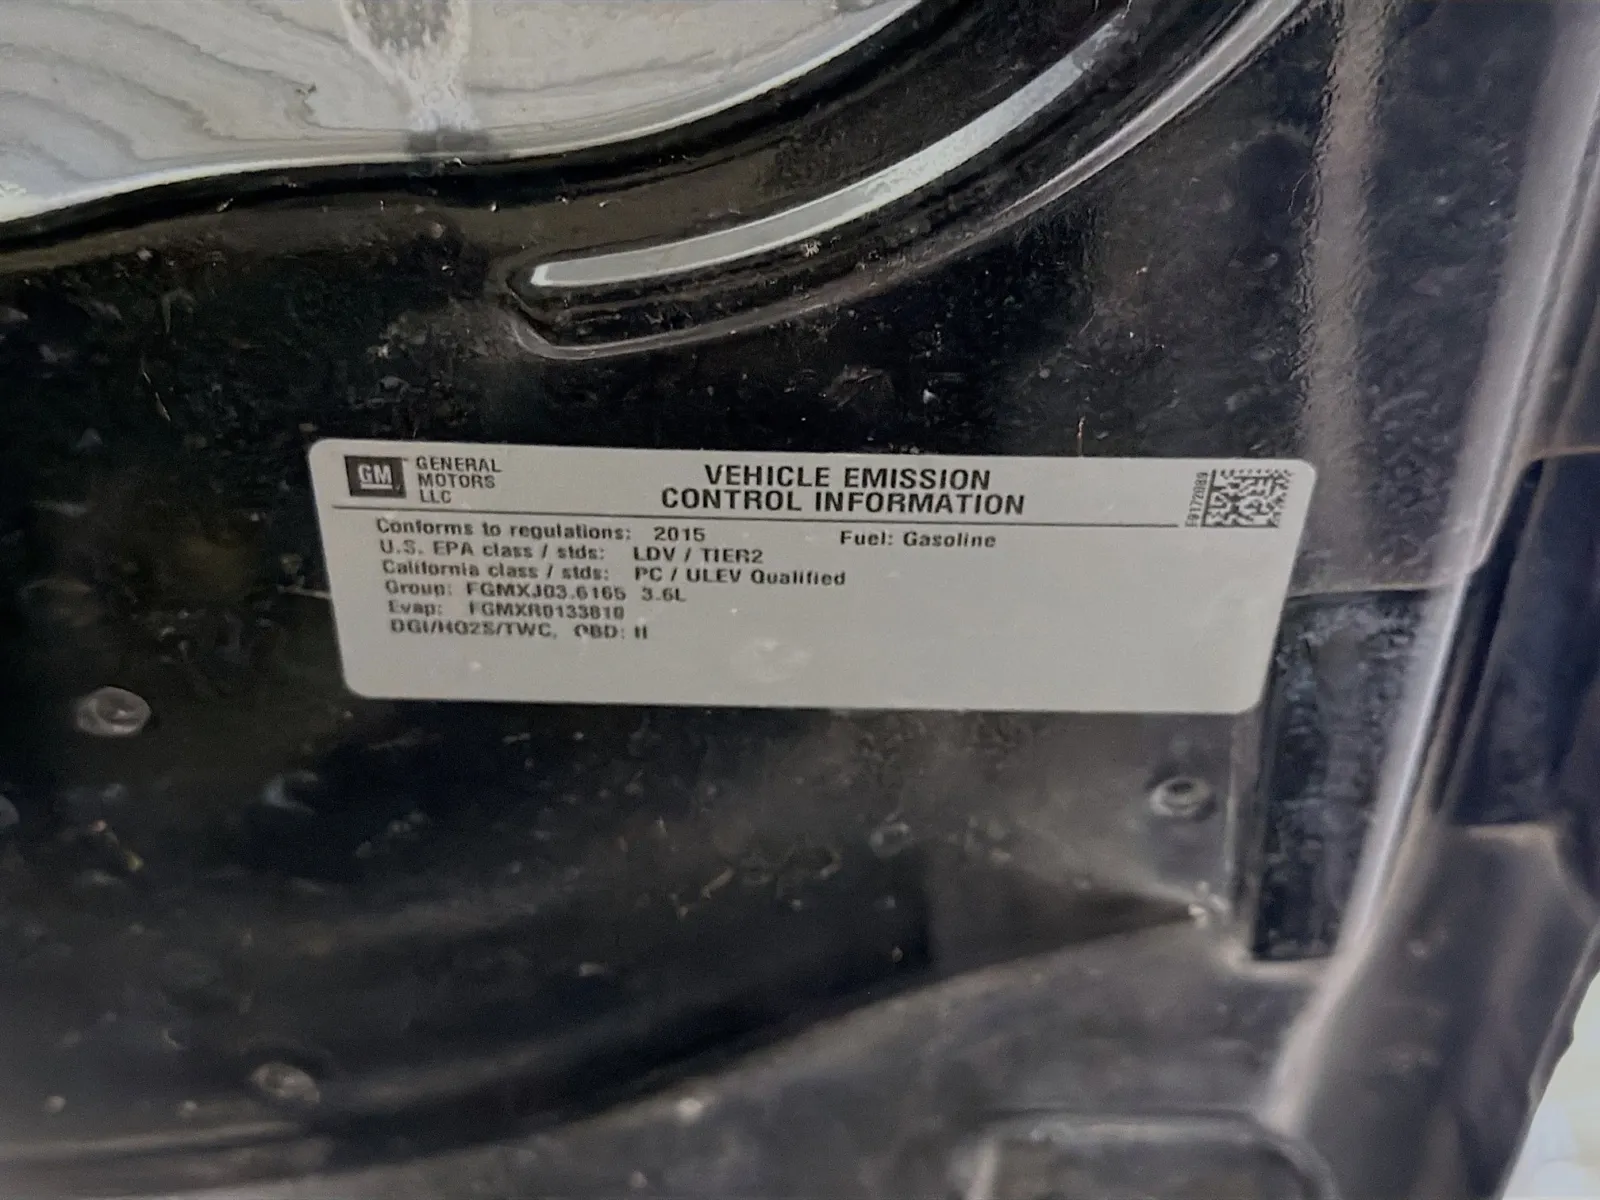 GM
GENERAL
MOTORS
LLC
VEHICLE EMISSION
CONTROL INFORMATION
Conforms to regulations: 2015 Fuel: Gasoline
U.S. EPA class / stds: LDV / TIER2
California class / stds: PC / ULEV Qualified
Group: FGMXJ03.6165 3.6L
Evap: FGMXR0133810
DGI/HO2S/TWC, OBD: II